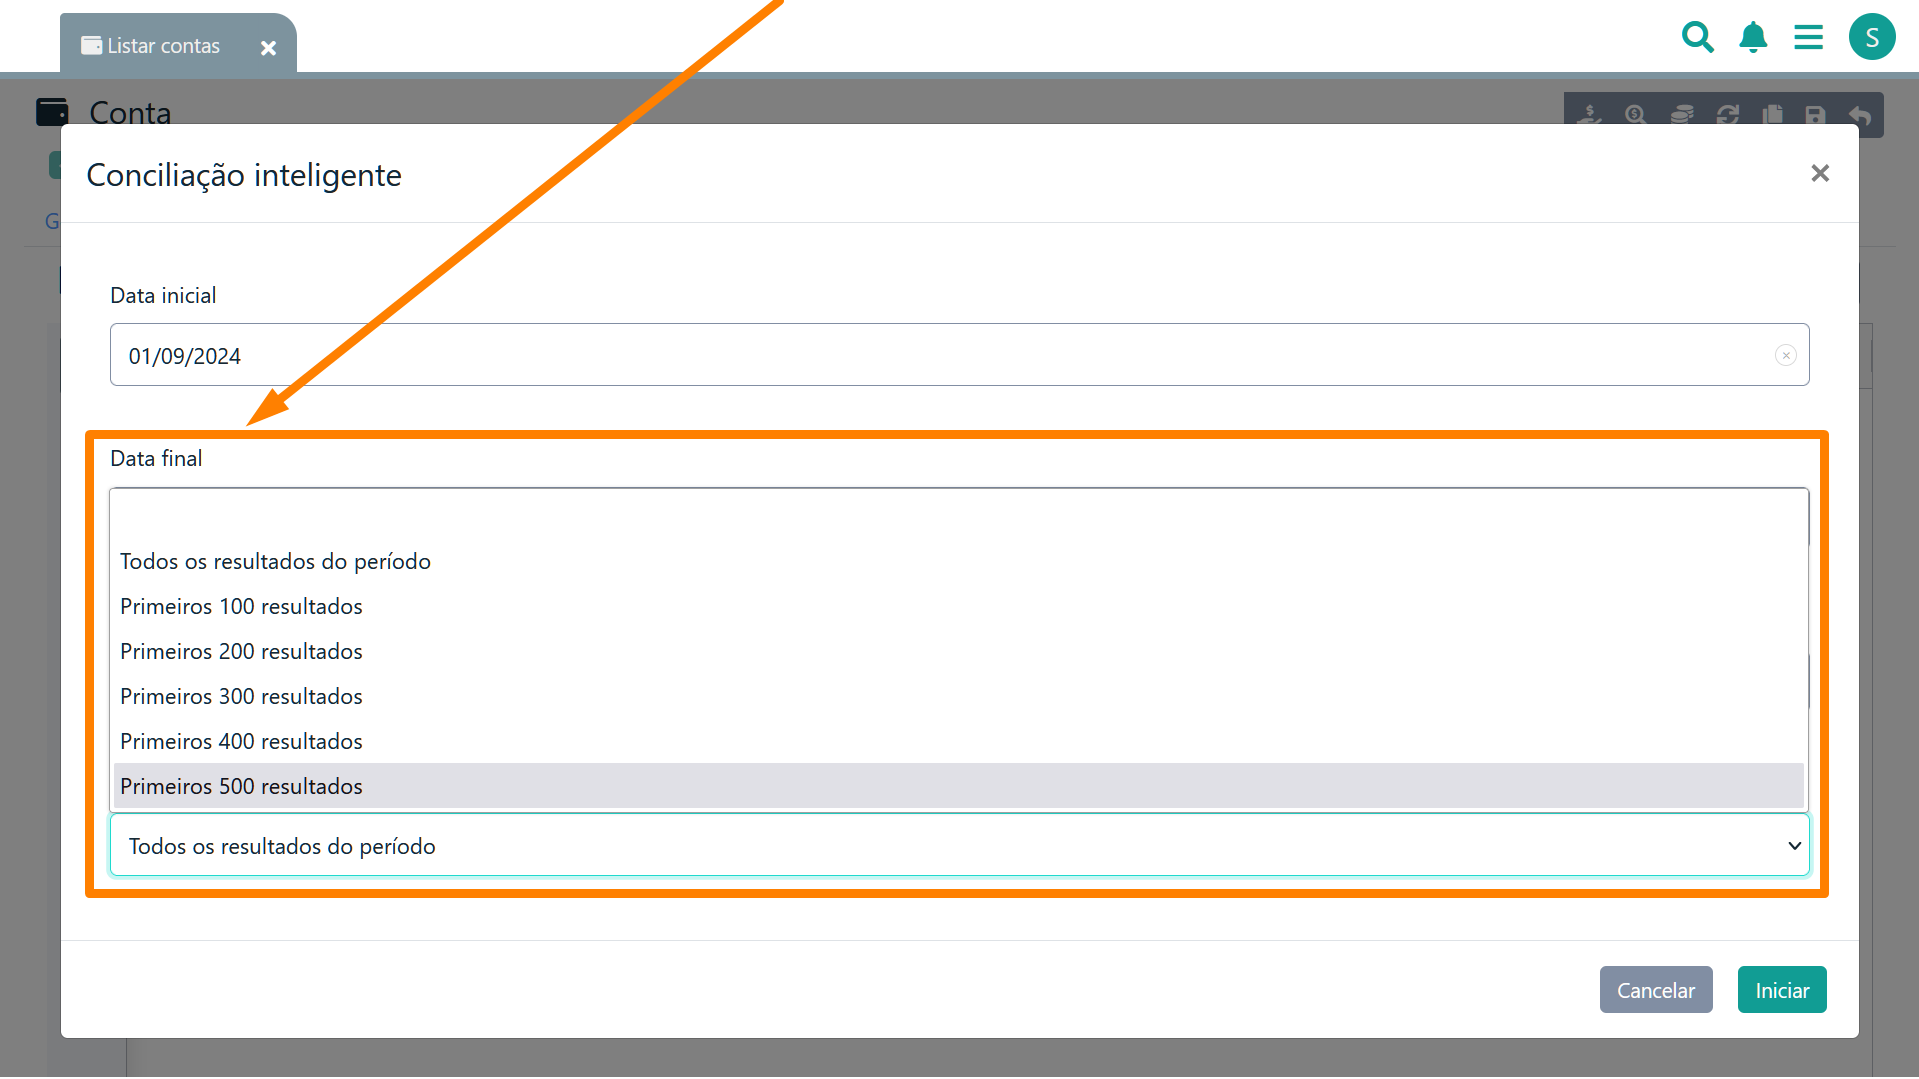 Listar contas
S
Conta
Conciliação inteligente
G
Data inicial
01/09/2024
Data final
Todos os resultados do período
Primeiros 100 resultados
Primeiros 200 resultados
Primeiros 300 resultados
Primeiros 400 resultados
Primeiros 500 resultados
Todos os resultados do período
Cancelar
Iniciar